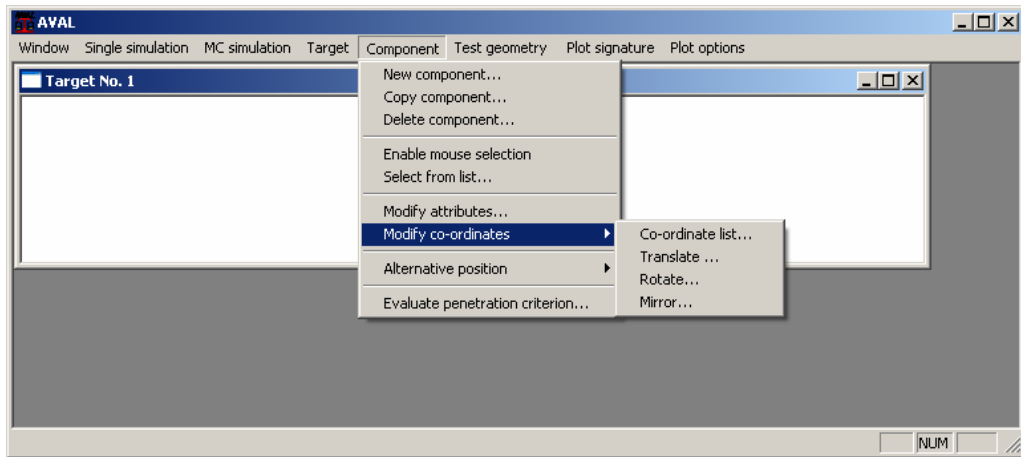 AVAL
Window Single simulation MC simulation Target Component Test geometry Plot signature Plot options
Target No. 1
New component...
Copy component...
Delete component...
Enable mouse selection
Select from list...
Modify attributes...
Modify co-ordinates
Co-ordinate list...
Translate ...
Rotate...
Mirror...
Alternative position
Evaluate penetration criterion...
NUM